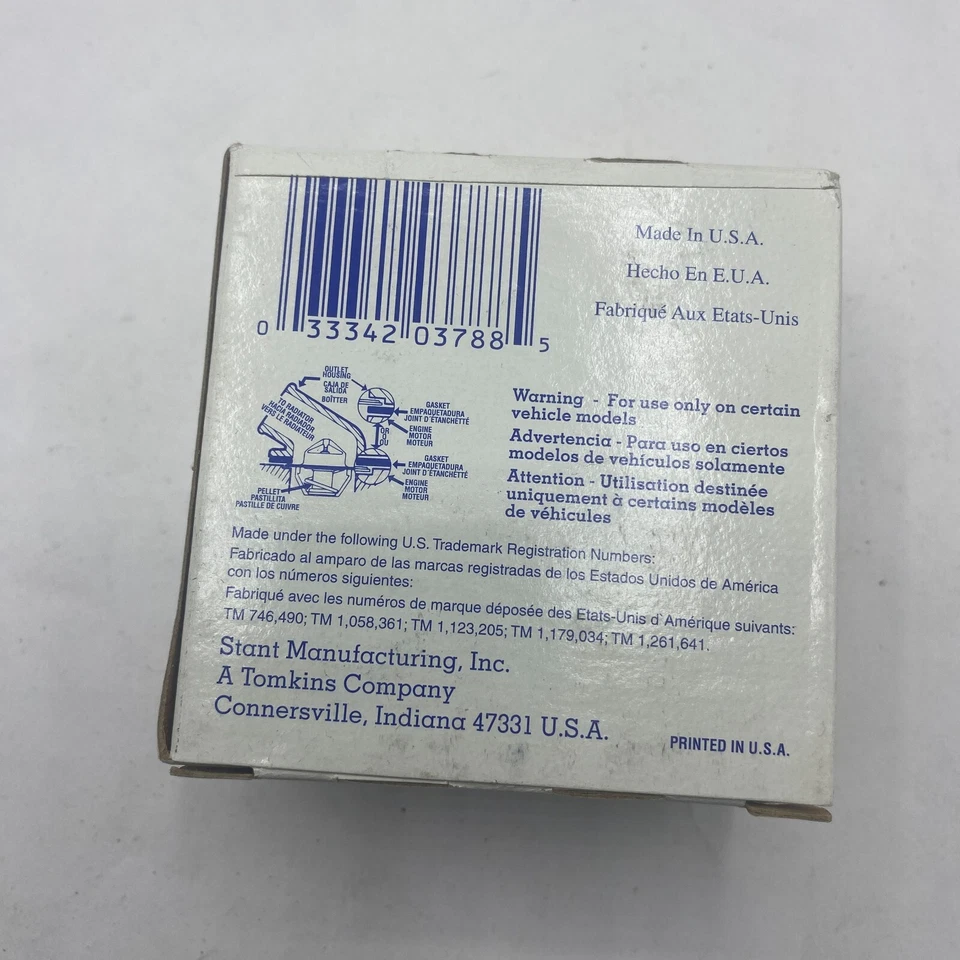 Made In U.S.A.
Hecho En E.U.A.
Fabriqué Aux Etats-Unis
0 33342 03788 5
OUTLET
HOUSING
CAJA DE
SALIDA
BOÎTTER
TO RADIATOR
HACIA RADIADOR
VERS LE RADIATEUR
GASKET
EMPAQUETADURA
JOINT D'ÉTANCHETTÉ
ENGINE
MOTOR
MOTEUR
OR
O
OU
GASKET
EMPAQUETADURA
JOINT D'ÉTANCHETTÉ
ENGINE
MOTOR
MOTEUR
PELLET
PASTILLITA
PASTILLE DE CUIVRE
Warning - For use only on certain
vehicle models
Advertencia - Para uso en ciertos
modelos de vehículos solamente
Attention - Utilisation destinée
uniquement à certains modèles
de véhicules
Made under the following U.S. Trademark Registration Numbers:
Fabricado al amparo de las marcas registradas de los Estados Unidos de América
con los números siguientes:
Fabriqué avec les numéros de marque déposée des Etats-Unis d'Amérique suivants:
TM 746,490; TM 1,058,361; TM 1,123,205; TM 1,179,034; TM 1,261,641.
Stant Manufacturing, Inc.
A Tomkins Company
Connersville, Indiana 47331 U.S.A.
PRINTED IN U.S.A.